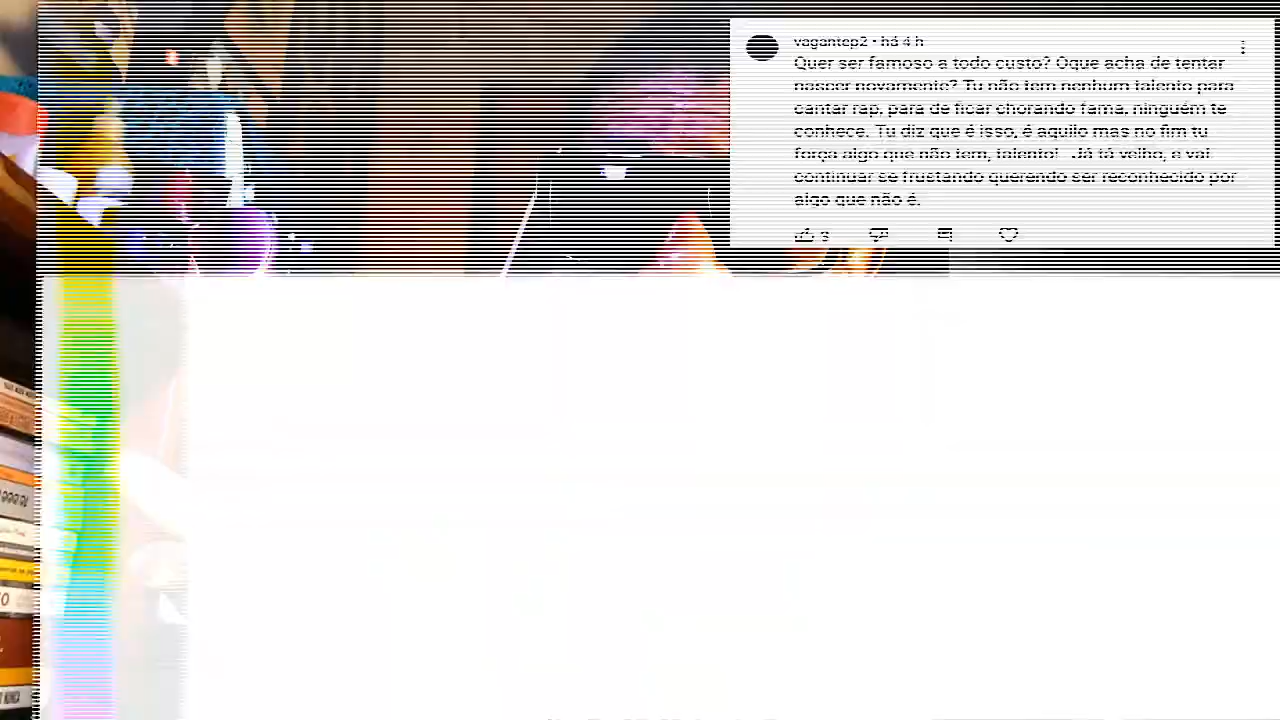 vagantep2 • há 4 h
Quer ser famoso a todo custo? Oque acha de tentar
nascer novamente? Tu não tem nenhum talento para
cantar rap, para de ficar chorando fama, ninguém te
conhece. Tu diz que é isso, é aquilo mas no fim tu
força algo que não tem, talento! Já tá velho, e vai
continuar se frustando querendo ser reconhecido por
algo que não é.